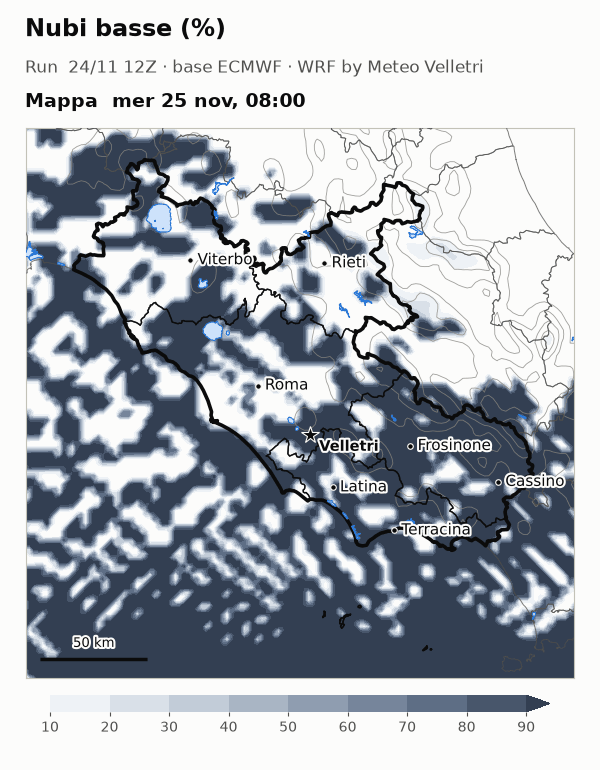 Nubi basse (%)
Run  24/11 12Z · base ECMWF · WRF by Meteo Velletri
Mappa  mer 25 nov, 08:00
Viterbo
Rieti
Roma
Velletri
Frosinone
Cassino
Latina
Terracina
50 km
10 20 30 40 50 60 70 80 90